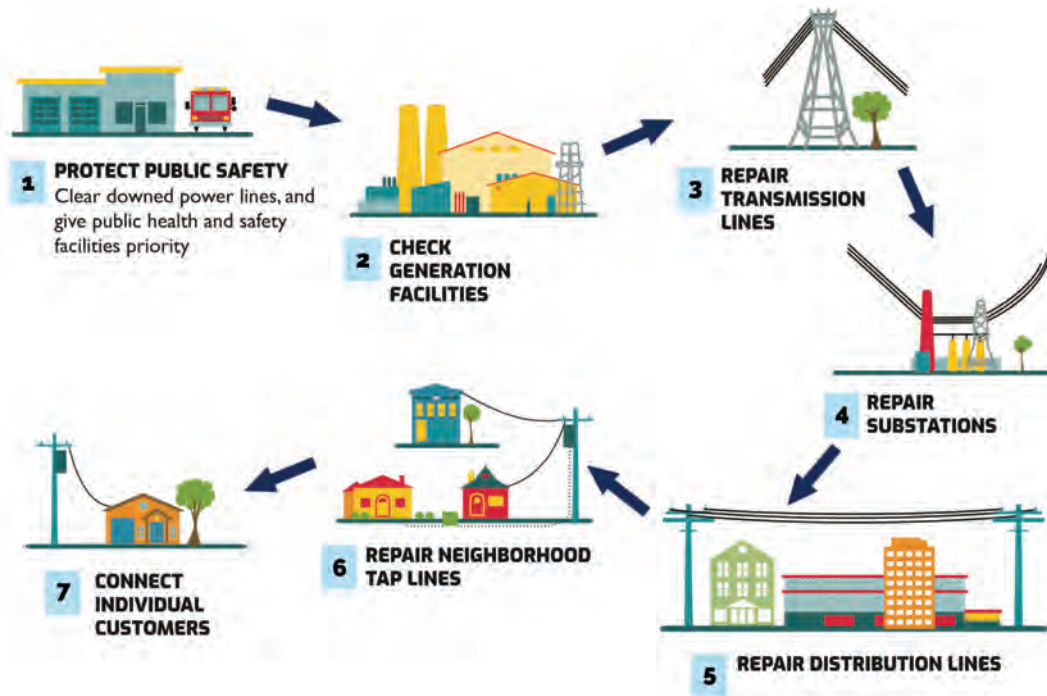 1 PROTECT PUBLIC SAFETY
Clear downed power lines, and
give public health and safety
facilities priority
2 CHECK
GENERATION
FACILITIES
3 REPAIR
TRANSMISSION
LINES
4 REPAIR
SUBSTATIONS
5 REPAIR DISTRIBUTION LINES
6 REPAIR NEIGHBORHOOD
TAP LINES
7 CONNECT
INDIVIDUAL
CUSTOMERS